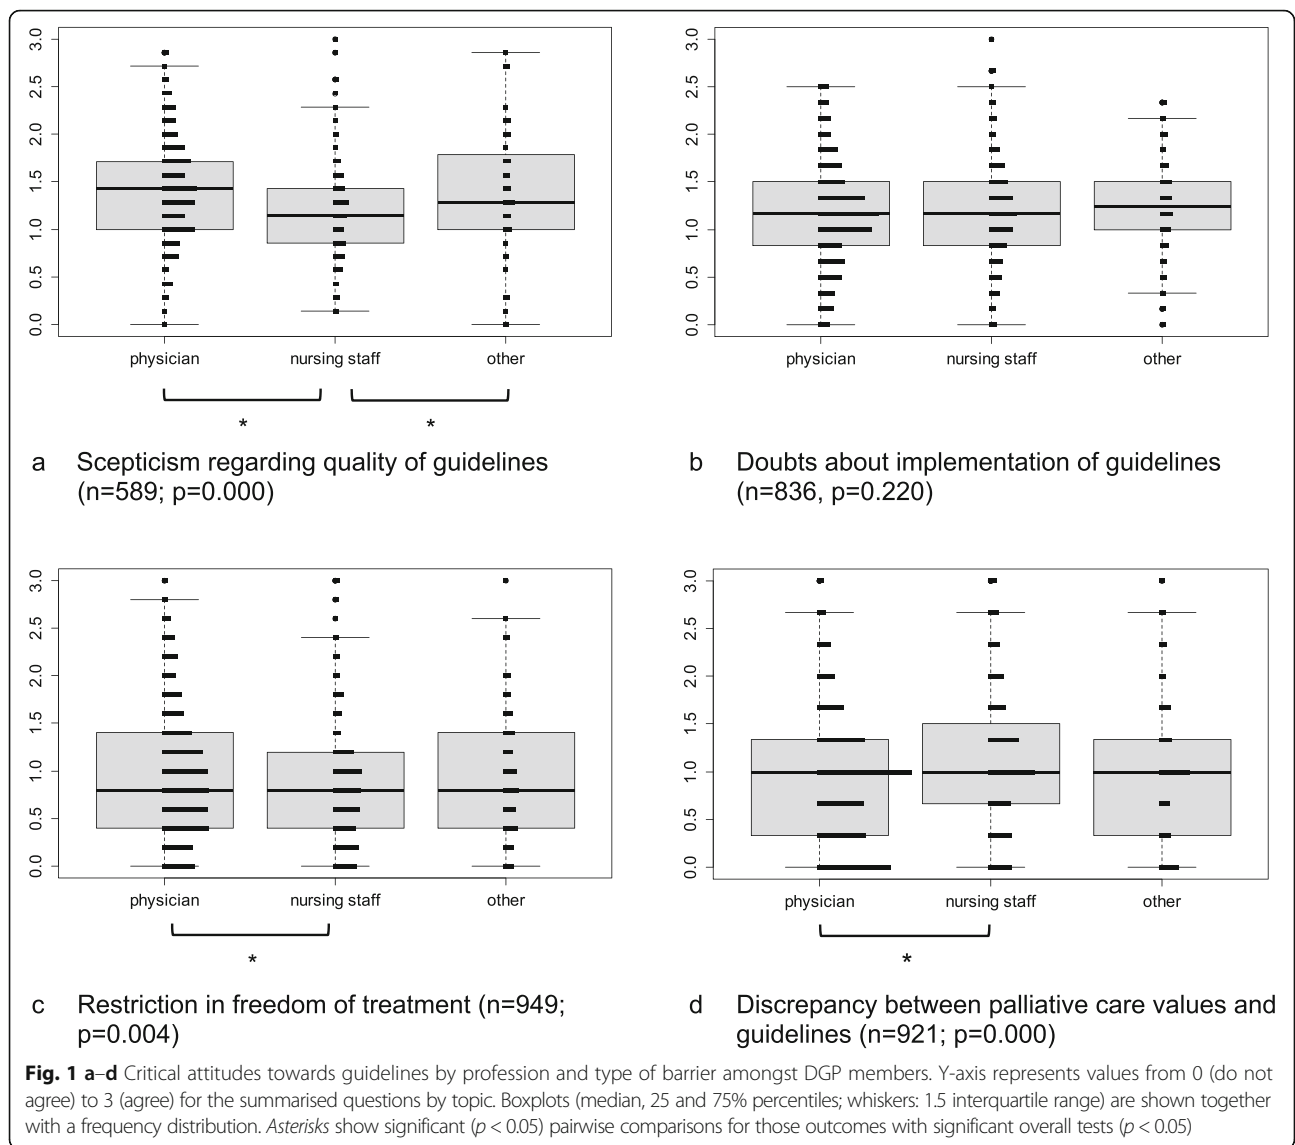 3.0
2.5
2.0
1.5
1.0
0.5
0.0
physician nursing staff other
* *
a Scepticism regarding quality of guidelines
(n=589; p=0.000)
3.0
2.5
2.0
1.5
1.0
0.5
0.0
physician nursing staff other
b Doubts about implementation of guidelines
(n=836, p=0.220)
3.0
2.5
2.0
1.5
1.0
0.5
0.0
physician nursing staff other
*
c Restriction in freedom of treatment (n=949;
p=0.004)
3.0
2.5
2.0
1.5
1.0
0.5
0.0
physician nursing staff other
*
d Discrepancy between palliative care values and
guidelines (n=921; p=0.000)
Fig. 1 a–d Critical attitudes towards guidelines by profession and type of barrier amongst DGP members. Y-axis represents values from 0 (do not
agree) to 3 (agree) for the summarised questions by topic. Boxplots (median, 25 and 75% percentiles; whiskers: 1.5 interquartile range) are shown together
with a frequency distribution. Asterisks show significant (p < 0.05) pairwise comparisons for those outcomes with significant overall tests (p < 0.05)